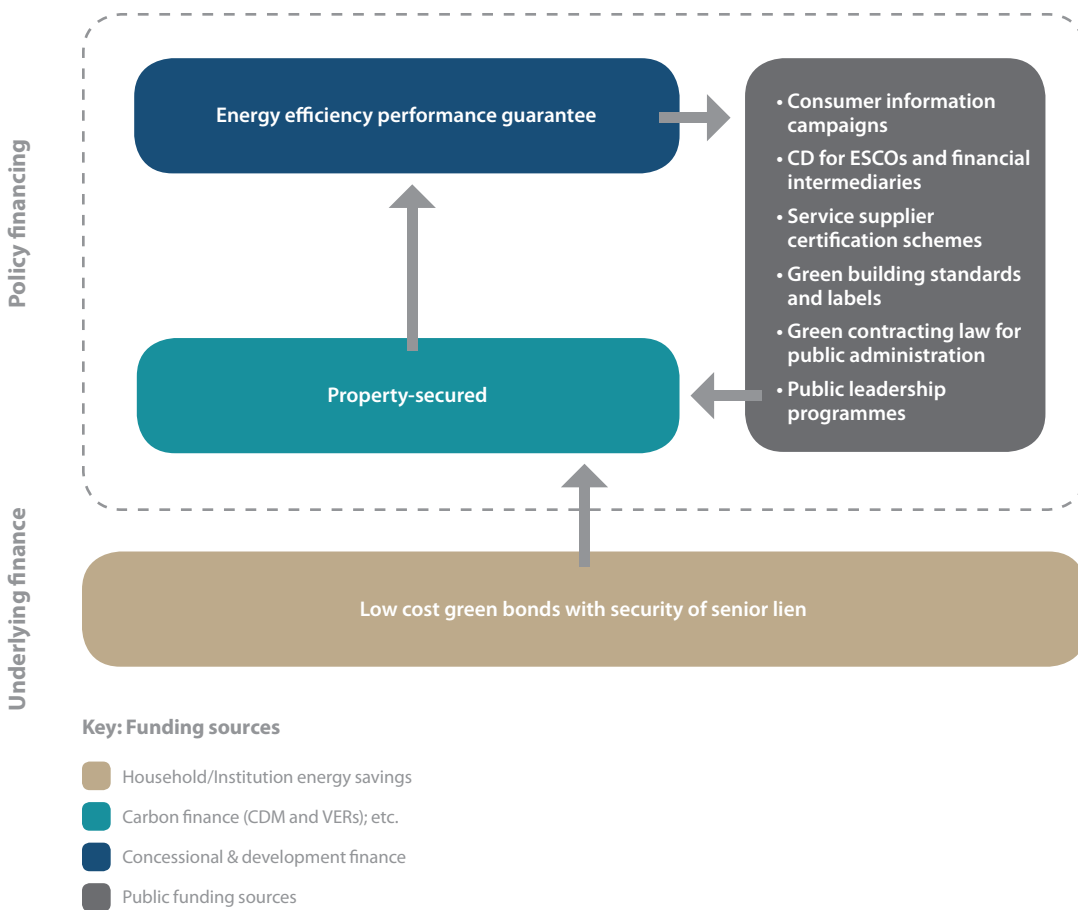 Policy financing
Energy efficiency performance guarantee
• Consumer information
campaigns
• CD for ESCOs and financial
intermediaries
• Service supplier
certification schemes
• Green building standards
and labels
• Green contracting law for
public administration
• Public leadership
programmes
Property-secured
Underlying finance
Low cost green bonds with security of senior lien
Key: Funding sources
Household/Institution energy savings
Carbon finance (CDM and VERs); etc.
Concessional & development finance
Public funding sources